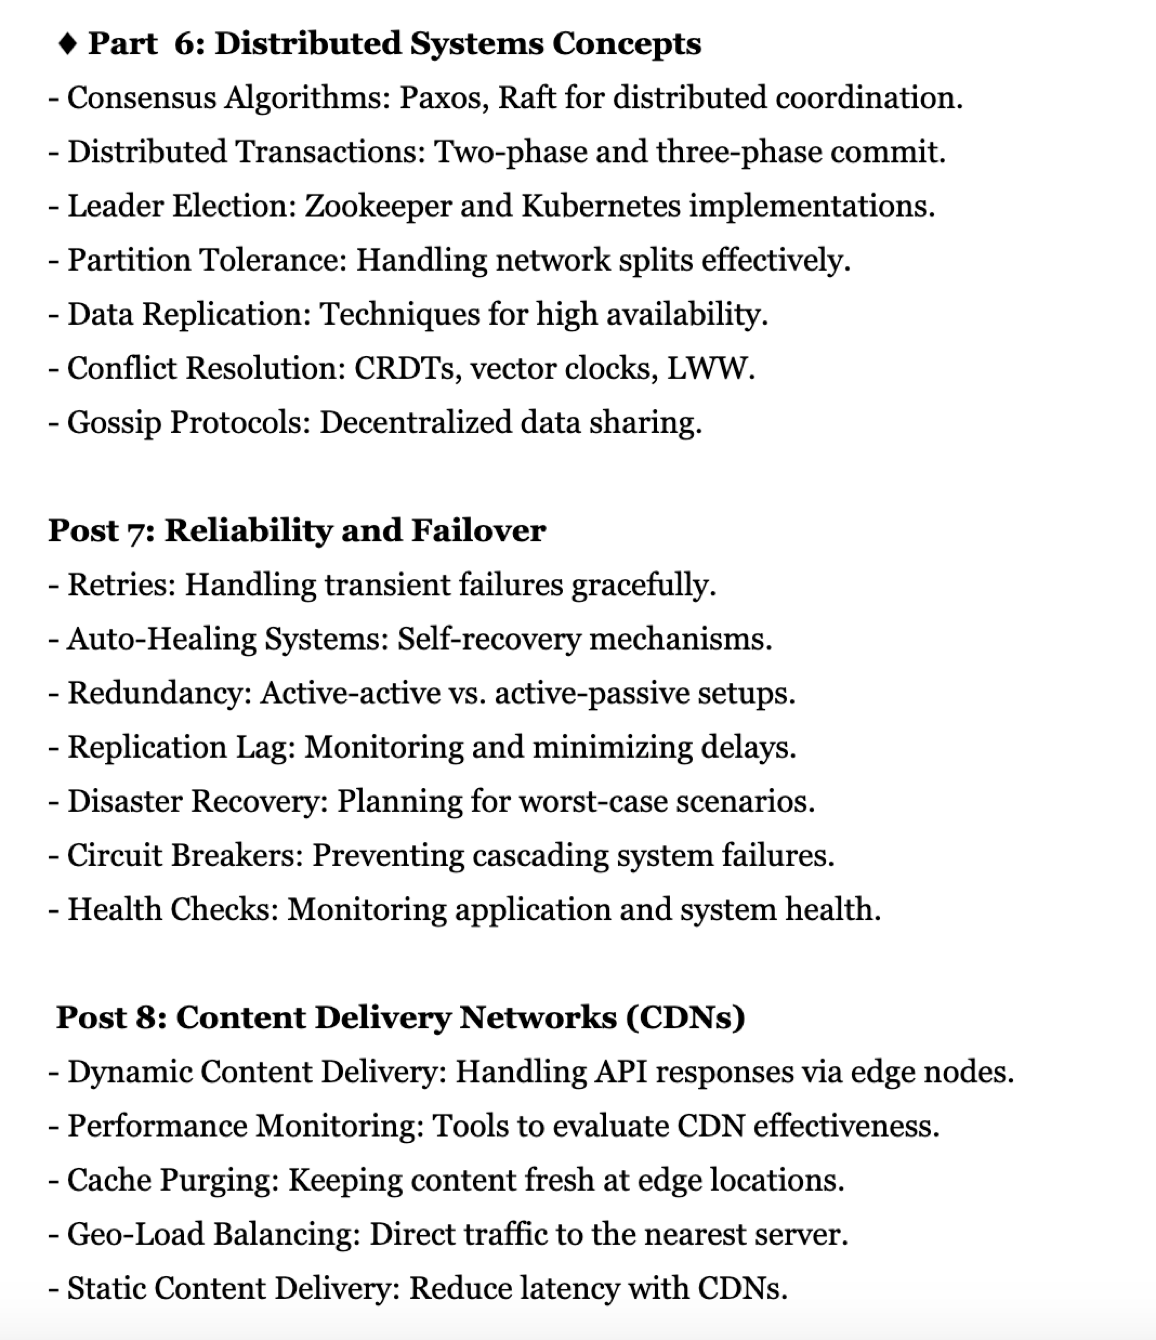 ♦ Part  6: Distributed Systems Concepts
- Consensus Algorithms: Paxos, Raft for distributed coordination.
- Distributed Transactions: Two-phase and three-phase commit.
- Leader Election: Zookeeper and Kubernetes implementations.
- Partition Tolerance: Handling network splits effectively.
- Data Replication: Techniques for high availability.
- Conflict Resolution: CRDTs, vector clocks, LWW.
- Gossip Protocols: Decentralized data sharing.
Post 7: Reliability and Failover
- Retries: Handling transient failures gracefully.
- Auto-Healing Systems: Self-recovery mechanisms.
- Redundancy: Active-active vs. active-passive setups.
- Replication Lag: Monitoring and minimizing delays.
- Disaster Recovery: Planning for worst-case scenarios.
- Circuit Breakers: Preventing cascading system failures.
- Health Checks: Monitoring application and system health.
Post 8: Content Delivery Networks (CDNs)
- Dynamic Content Delivery: Handling API responses via edge nodes.
- Performance Monitoring: Tools to evaluate CDN effectiveness.
- Cache Purging: Keeping content fresh at edge locations.
- Geo-Load Balancing: Direct traffic to the nearest server.
- Static Content Delivery: Reduce latency with CDNs.